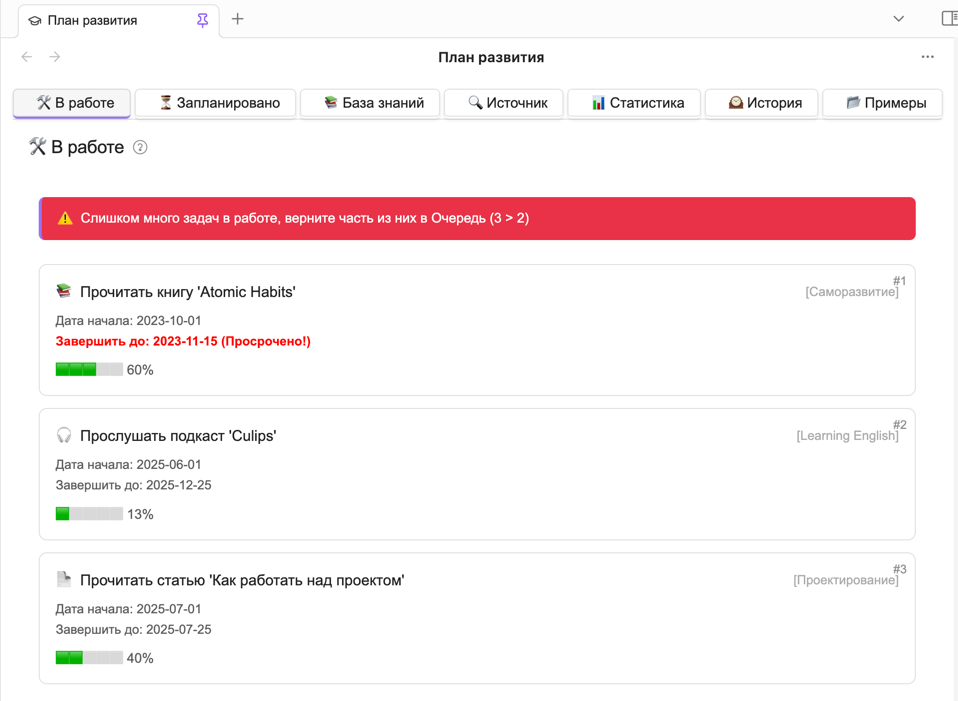 План развития
План развития
🛠 В работе
⏳ Запланировано
📚 База знаний
🔍 Источник
📊 Статистика
🕰 История
📂 Примеры
🛠 В работе
⚠️ Слишком много задач в работе, верните часть из них в Очередь (3 > 2)
#1
📚 Прочитать книгу 'Atomic Habits'
[Саморазвитие]
Дата начала: 2023-10-01
Завершить до: 2023-11-15 (Просрочено!)
60%
#2
🎧 Прослушать подкаст 'Culips'
[Learning English]
Дата начала: 2025-06-01
Завершить до: 2025-12-25
13%
#3
📄 Прочитать статью 'Как работать над проектом'
[Проектирование]
Дата начала: 2025-07-01
Завершить до: 2025-07-25
40%